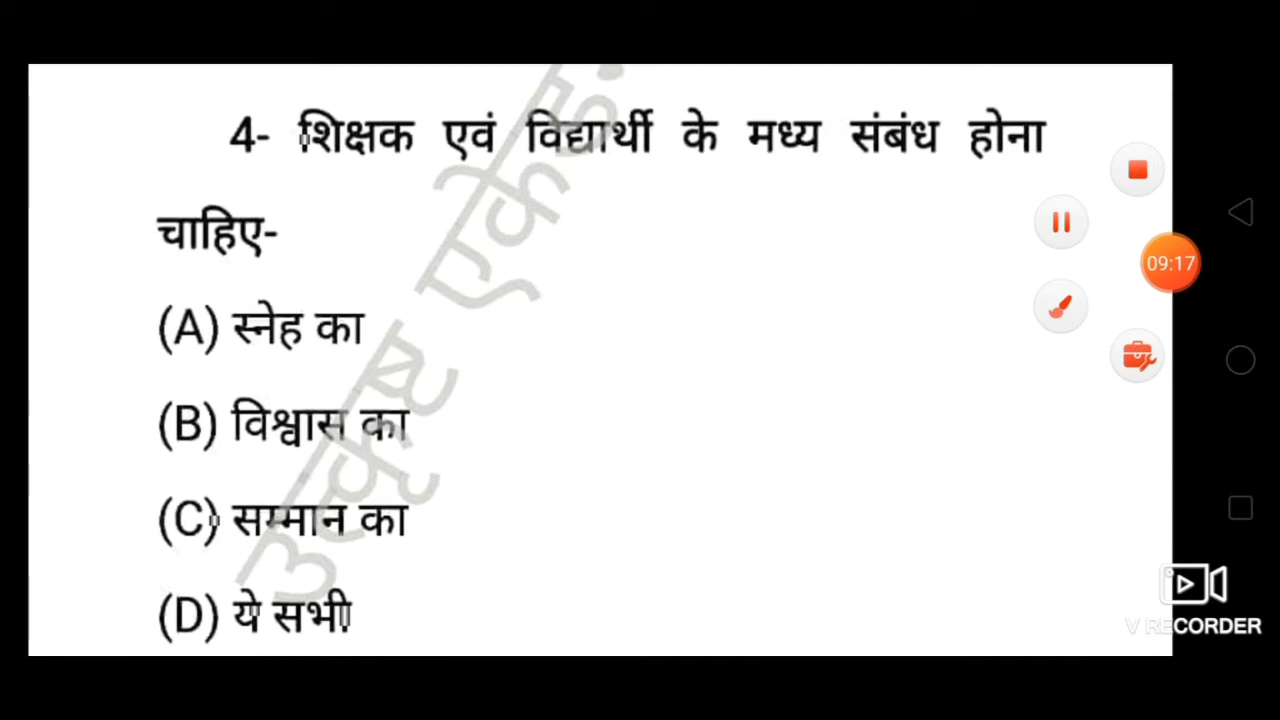 4- शिक्षक एवं विद्यार्थी के मध्य संबंध होना
चाहिए-
(A) स्नेह का
(B) विश्वास का
(C) सम्मान का
(D) ये सभी
09:17
V RECORDER